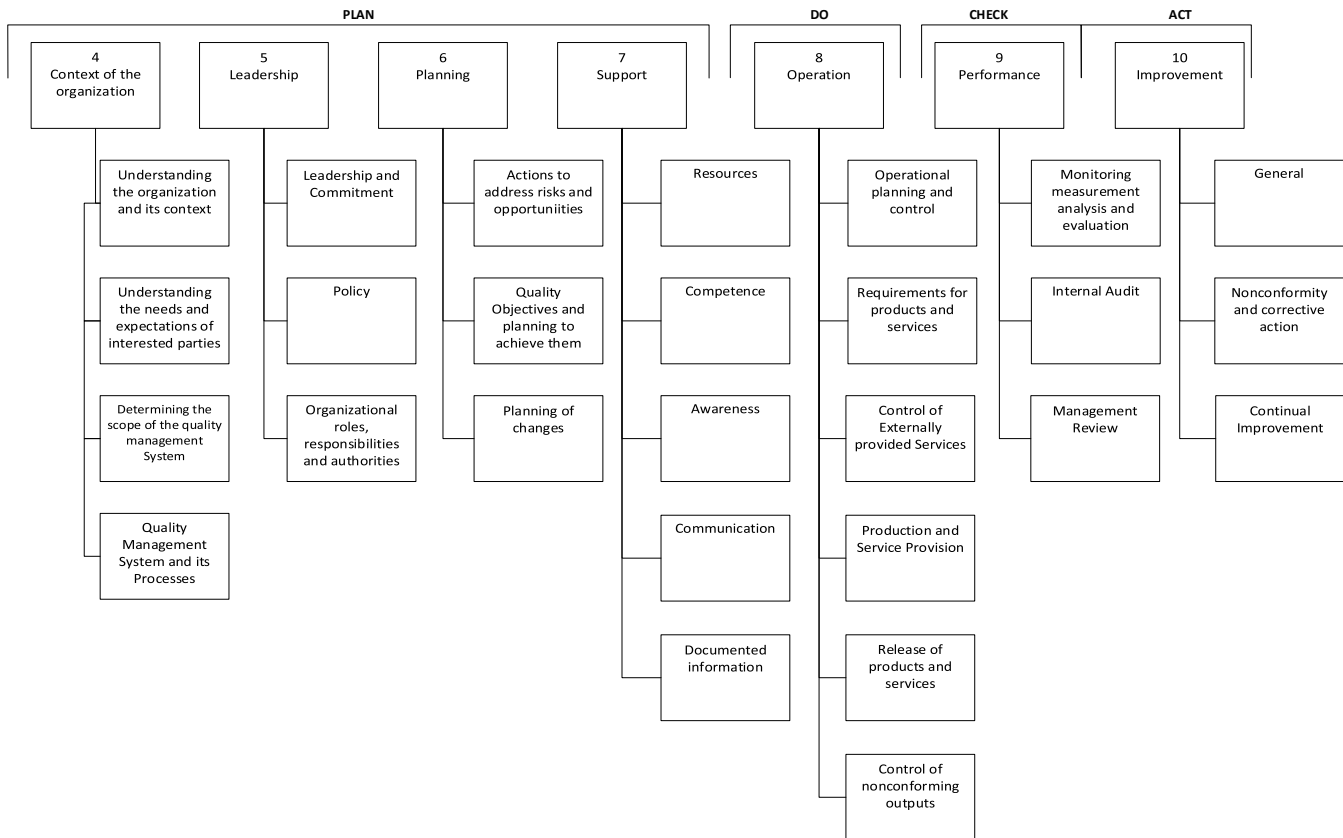 PLAN
DO
CHECK
ACT
4
Context of the
organization
5
Leadership
6
Planning
7
Support
8
Operation
9
Performance
10
Improvement
Understanding
the organization
and its context
Understanding
the needs and
expectations of
interested parties
Determining the
scope of the quality
management
System
Quality
Management
System and its
Processes
Leadership and
Commitment
Policy
Organizational
roles,
responsibilities
and authorities
Actions to
address risks and
opportuniities
Quality
Objectives and
planning to
achieve them
Planning of
changes
Resources
Competence
Awareness
Communication
Documented
information
Operational
planning and
control
Requirements for
products and
services
Control of
Externally
provided Services
Production and
Service Provision
Release of
products and
services
Control of
nonconforming
outputs
Monitoring
measurement
analysis and
evaluation
Internal Audit
Management
Review
General
Nonconformity
and corrective
action
Continual
Improvement